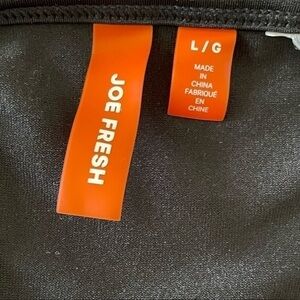 JOE FRESH
L/G
MADE
IN
CHINA
FABRIQUÉ
EN
CHINE